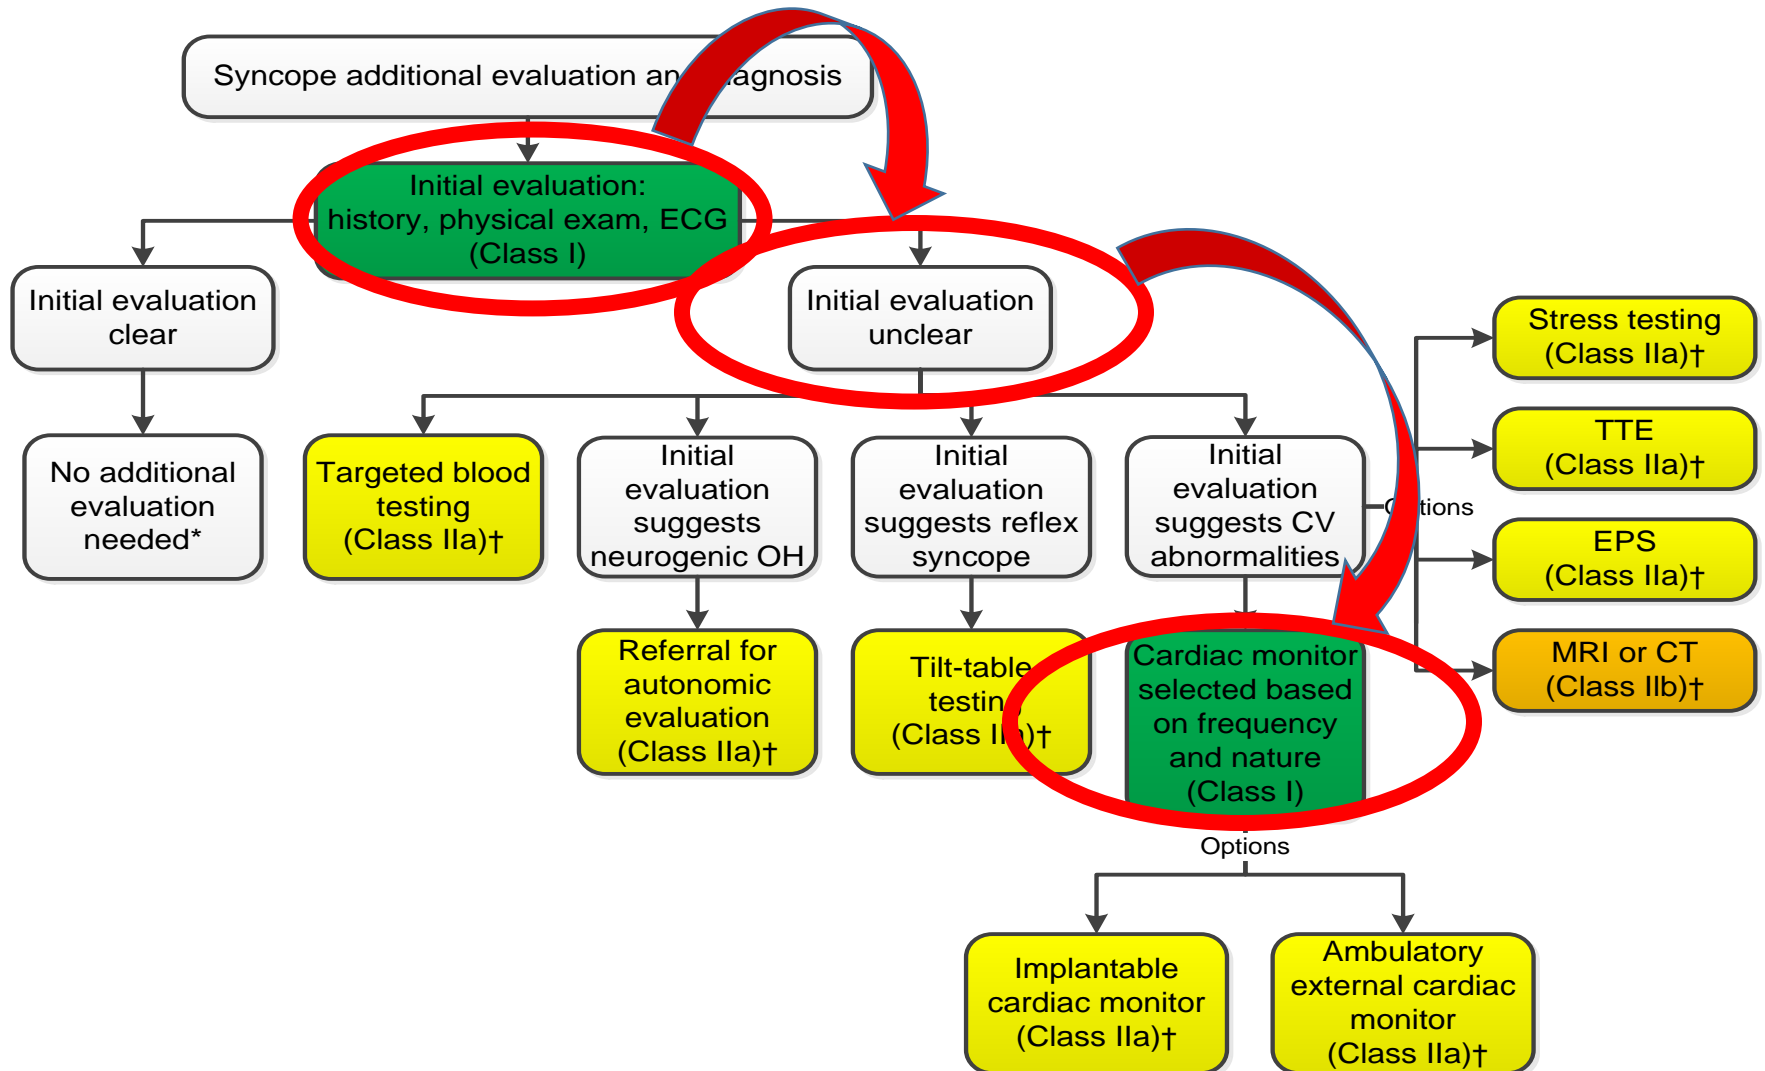 Syncope additional evaluation an agnosis
Initial evaluation:
history, physical exam, ECG
(Class I)
Initial evaluation
clear
Initial evaluation
unclear
No additional
evaluation
needed*
Targeted blood
testing
(Class IIa)†
Initial
evaluation
suggests
neurogenic OH
Initial
evaluation
suggests reflex
syncope
Initial
evaluation
suggests CV
abnormalities
Options
Stress testing
(Class IIa)†
TTE
(Class IIa)†
EPS
(Class IIa)†
MRI or CT
(Class IIb)†
Referral for
autonomic
evaluation
(Class IIa)†
Tilt-table
testing
(Class IIa)†
Cardiac monitor
selected based
on frequency
and nature
(Class I)
Options
Implantable
cardiac monitor
(Class IIa)†
Ambulatory
external cardiac
monitor
(Class IIa)†